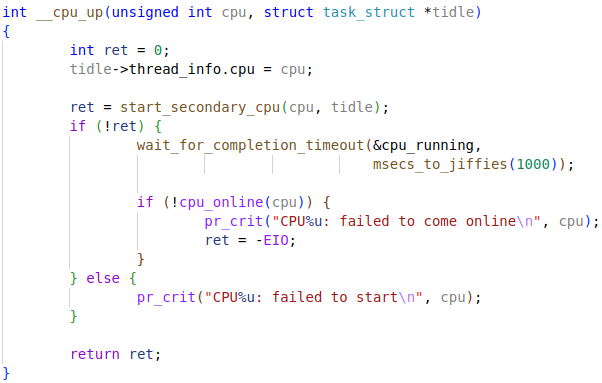 int __cpu_up(unsigned int cpu, struct task_struct *tidle)
{
        int ret = 0;
        tidle->thread_info.cpu = cpu;

        ret = start_secondary_cpu(cpu, tidle);
        if (!ret) {
                wait_for_completion_timeout(&cpu_running,
                                            msecs_to_jiffies(1000));

                if (!cpu_online(cpu)) {
                        pr_crit("CPU%u: failed to come online\n", cpu);
                        ret = -EIO;
                }
        } else {
                pr_crit("CPU%u: failed to start\n", cpu);
        }

        return ret;
}